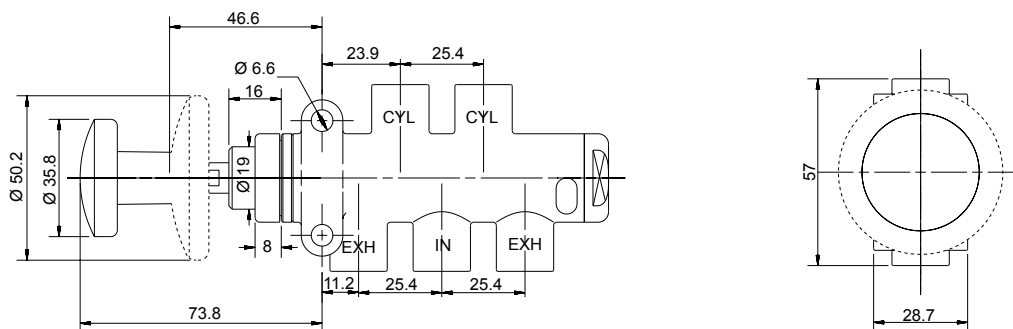 46.6
23.9 25.4
Ø 6.6
16
CYL CYL
Ø 50.2
Ø 35.8
Ø 19
57
8
EXH IN EXH
11.2 25.4 25.4
73.8
28.7